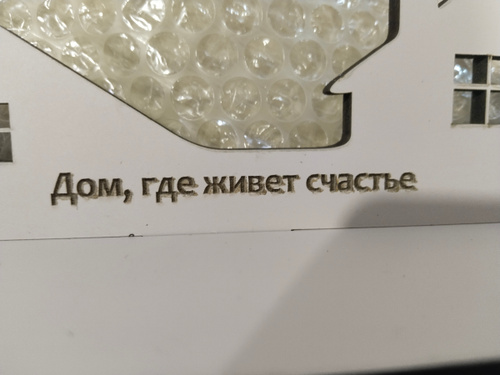 Дом, где живет счастье